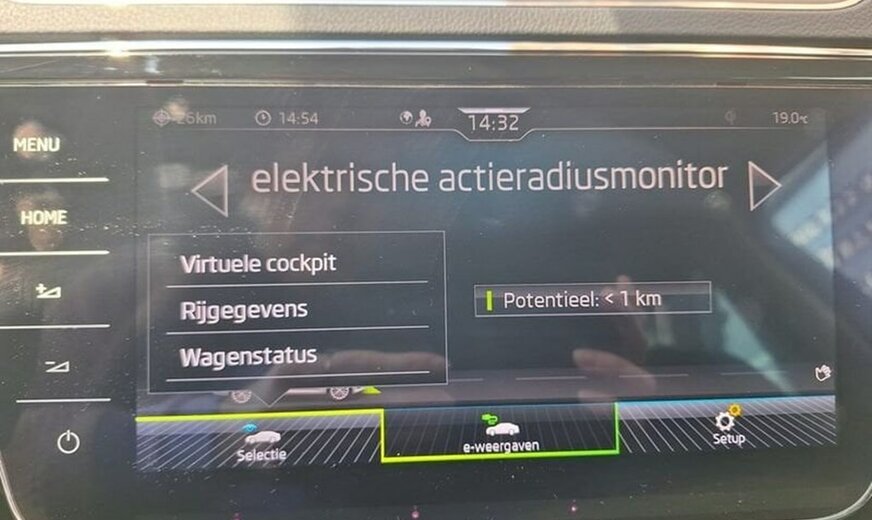 MENU
HOME
26km
14:54
14:32
19.0°C
elektrische actieradiusmonitor
Virtuele cockpit
Rijgegevens
Wagenstatus
Potentieel: < 1 km
Selectie
e-weergaven
Setup